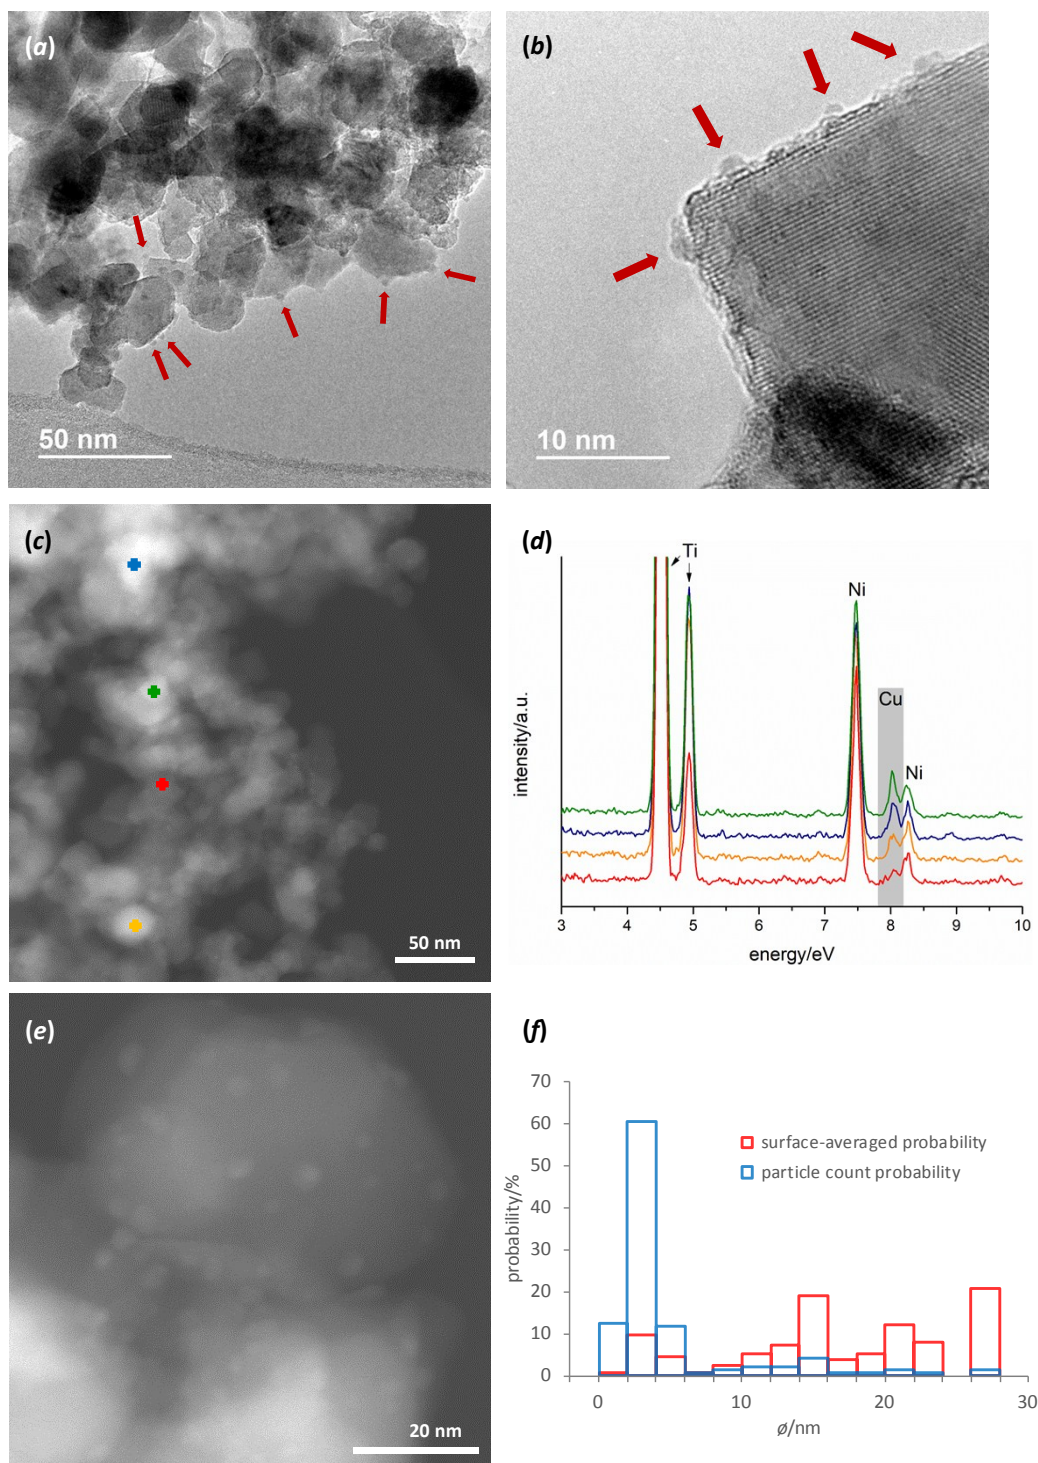 (a)
50 nm
(b)
10 nm
(c)
50 nm
(d)
Ti
Ni
Cu
Ni
intensity/a.u.
3 4 5 6 7 8 9 10
energy/eV
(e)
20 nm
(f)
70
60
50
40
30
20
10
0
probability/%
surface-averaged probability
particle count probability
0 10 20 30
ø/nm